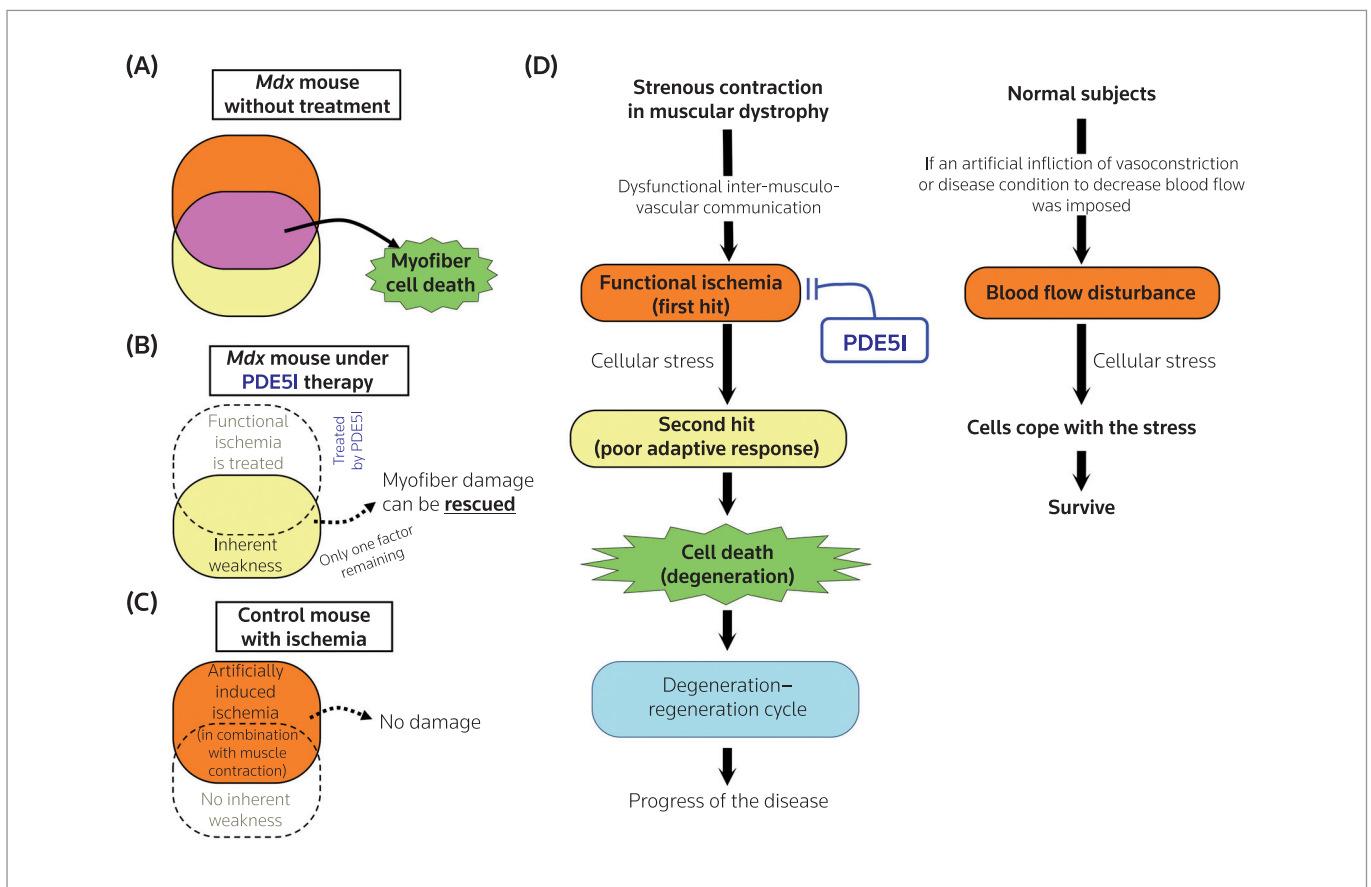 (A)
Mdx mouse
without treatment
Myofiber
cell death
(B)
Mdx mouse under
PDE5I therapy
Functional
ischemia
is treated
Treated
by PDE5I
Myofiber damage
can be rescued
Inherent
weakness
Only one factor
remaining
(C)
Control mouse
with ischemia
Artificially
induced
ischemia
(in combination
with muscle
contraction)
No damage
No inherent
weakness
(D)
Strenous contraction
in muscular dystrophy
Dysfunctional inter-musculo-
vascular communication
Functional ischemia
(first hit)
PDE5I
Cellular stress
Second hit
(poor adaptive response)
Cell death
(degeneration)
Degeneration–
regeneration cycle
Progress of the disease
Normal subjects
If an artificial infliction of vasoconstriction
or disease condition to decrease blood flow
was imposed
Blood flow disturbance
Cellular stress
Cells cope with the stress
Survive